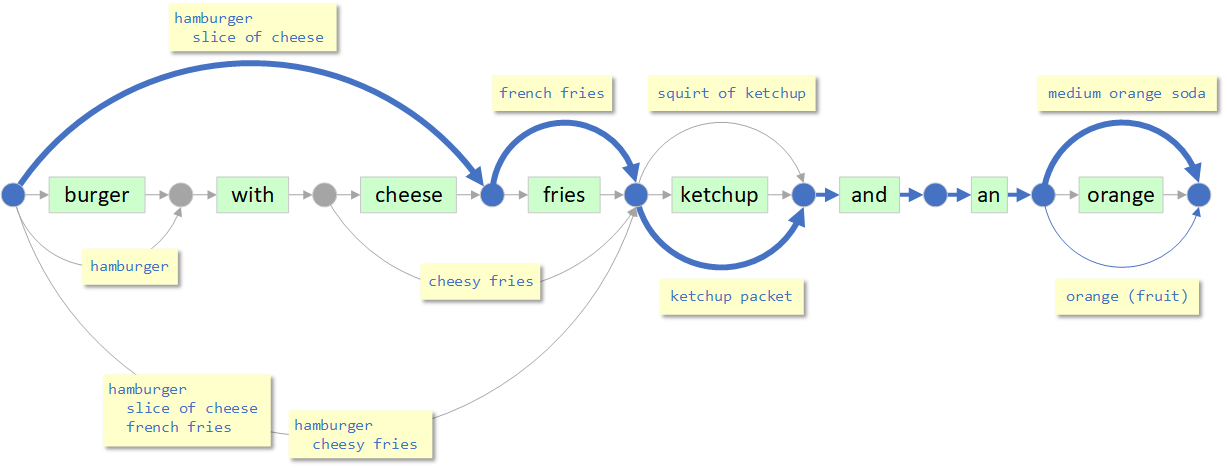 hamburger
slice of cheese
french fries
squirt of ketchup
medium orange soda
burger
with
cheese
fries
ketchup
and
an
orange
hamburger
cheesy fries
ketchup packet
orange (fruit)
hamburger
slice of cheese
french fries
hamburger
cheesy fries